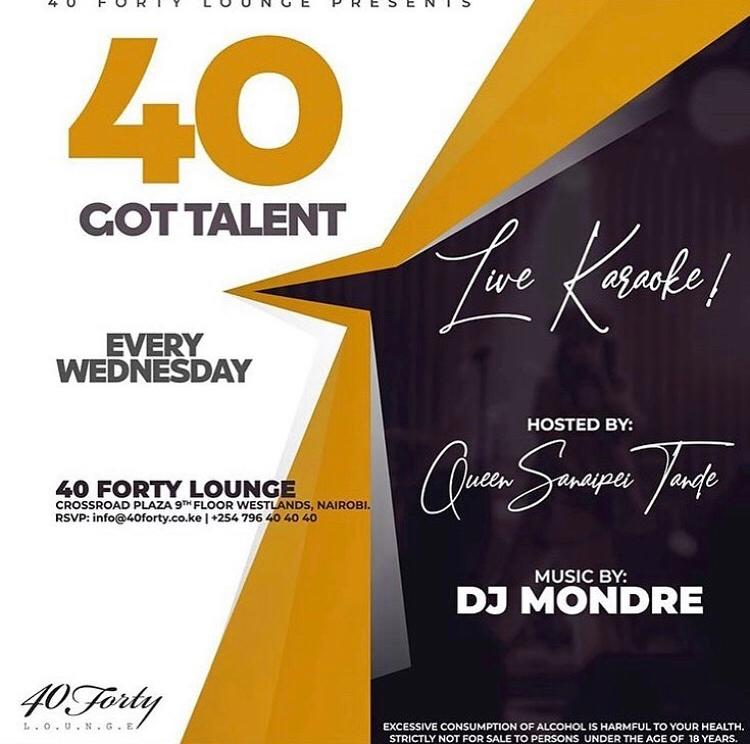 40 FORTY LOUNGE PRESENTS
40
GOT TALENT
EVERY
WEDNESDAY
40 FORTY LOUNGE
CROSSROAD PLAZA 9TH FLOOR WESTLANDS, NAIROBI.
RSVP: info@40forty.co.ke | +254 796 40 40 40
40 Forty
L.O.U.N.G.E
Live Karaoke!
HOSTED BY:
Queen Sanaipei Tande
MUSIC BY:
DJ MONDRE
EXCESSIVE CONSUMPTION OF ALCOHOL IS HARMFUL TO YOUR HEALTH.
STRICTLY NOT FOR SALE TO PERSONS UNDER THE AGE OF 18 YEARS.